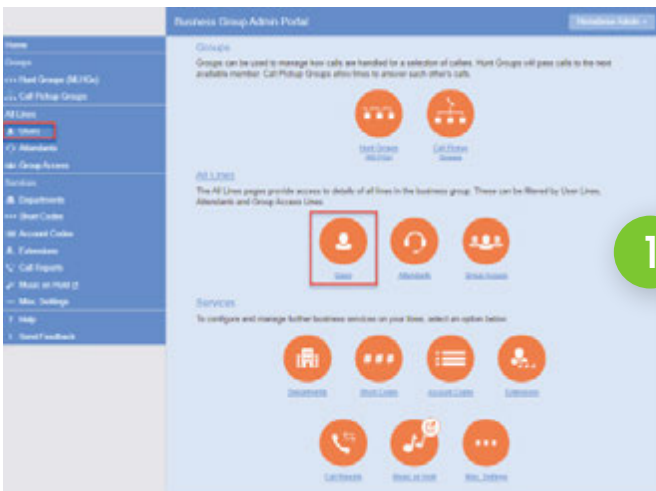 Business Group Admin Portal
Home
Groups
Hunt Groups (MLHGs)
Call Pickup Groups
All Lines
Users
Attendants
Group Access
Services
Departments
Short Codes
Account Codes
Extensions
Call Reports
Music on Hold
Misc. Settings
Help
Send Feedback
Groups
Groups can be used to manage how calls are handled for a selection of callers. Hunt Groups will pass calls to the next
available member. Call Pickup Groups allow lines to answer each other's calls.
Hunt Groups
(MLHGs)
Call Pickup
Groups
All Lines
The All Lines pages provide access to details of all lines in the business group. These can be filtered by User Lines,
Attendants and Group Access Lines.
Users
Attendants
Group Access
1
Services
To configure and manage further business services on your lines, select an option below
Departments
Short Codes
Account Codes
Extensions
Call Reports
Music on Hold
Misc. Settings